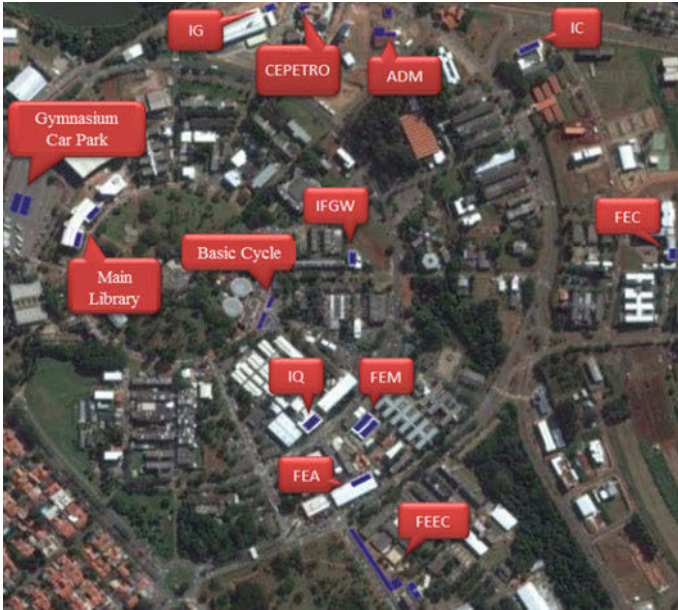 IG
CEPETRO
ADM
IC
Gymnasium
Car Park
IFGW
FEC
Basic Cycle
Main
Library
IQ
FEM
FEA
FEEC